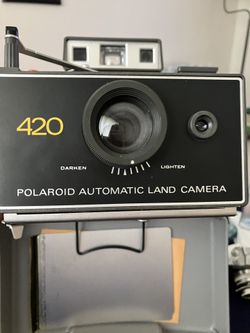 420
DARKEN LIGHTEN
POLAROID AUTOMATIC LAND CAMERA